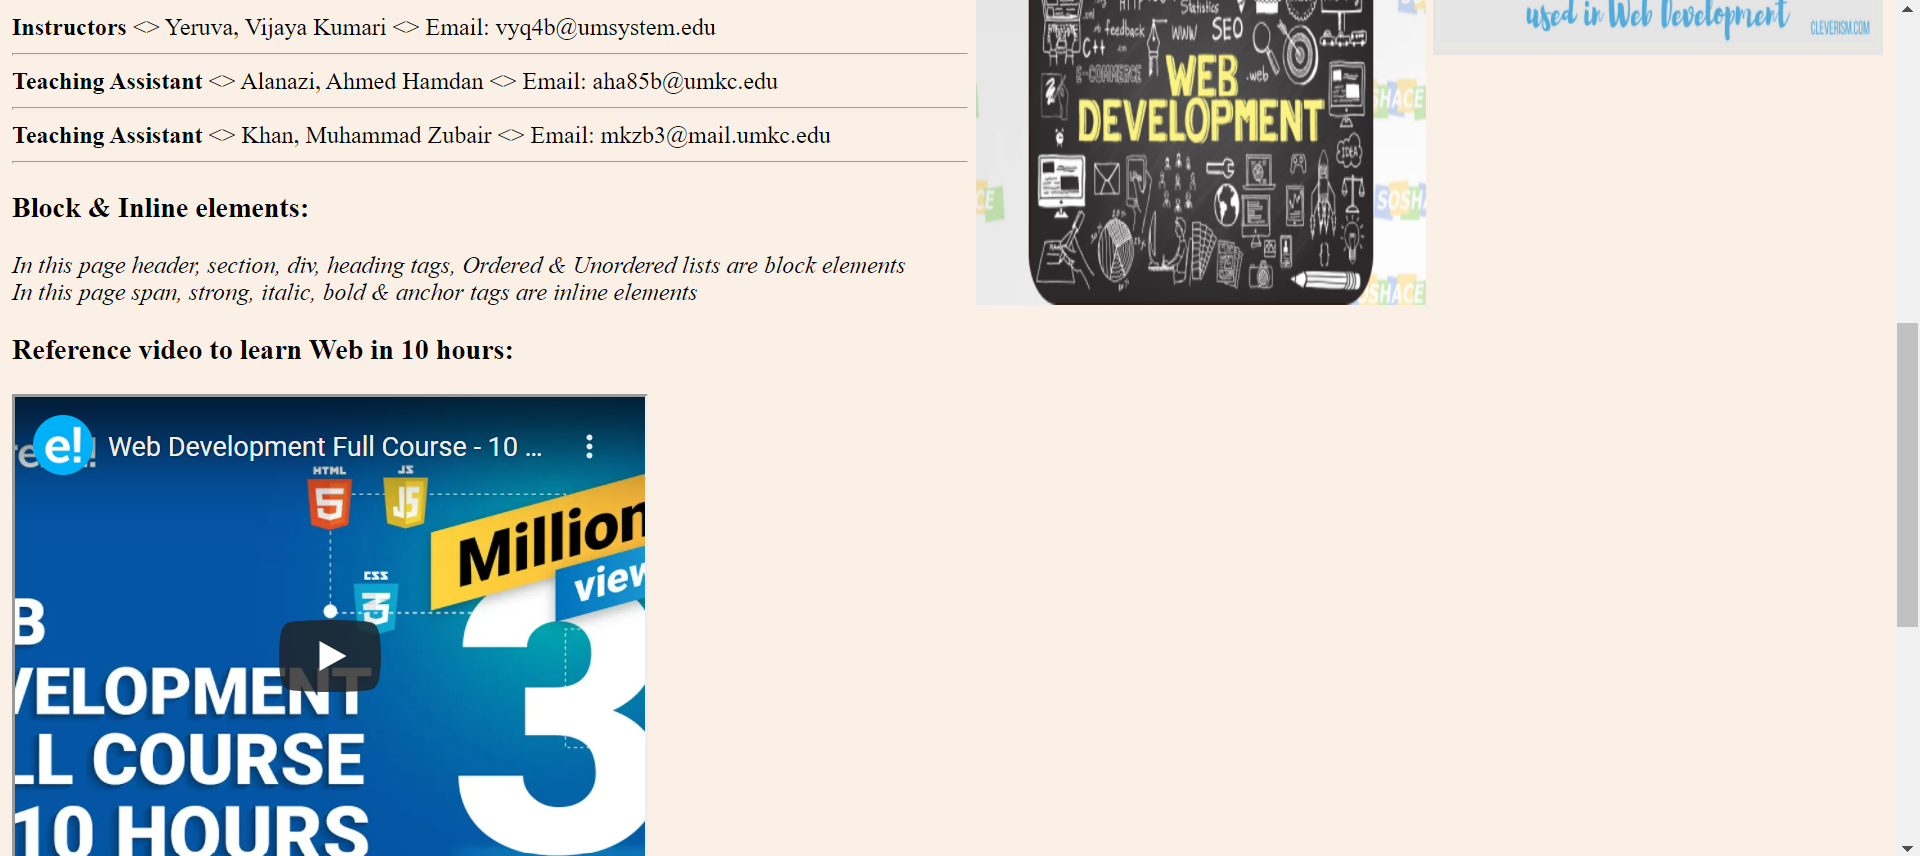 Instructors <> Yeruva, Vijaya Kumari <> Email: vyq4b@umsystem.edu
Teaching Assistant <> Alanazi, Ahmed Hamdan <> Email: aha85b@umkc.edu
Teaching Assistant <> Khan, Muhammad Zubair <> Email: mkzb3@mail.umkc.edu
Block & Inline elements:
In this page header, section, div, heading tags, Ordered & Unordered lists are block elements
In this page span, strong, italic, bold & anchor tags are inline elements
Reference video to learn Web in 10 hours:
e! Web Development Full Course - 10 ...
HTML JS
5 JS
Million
CSS
3
view
B
VELOPMENT
LL COURSE
10 HOURS
3
HTTP Statistics
feedback WWW SEO
C++
E-COMMERCE
WEB .web
DEVELOPMENT
IDEA
SHACE
CE
SOSHA
OSHACE
used in Web Development
CLEVERISM.COM